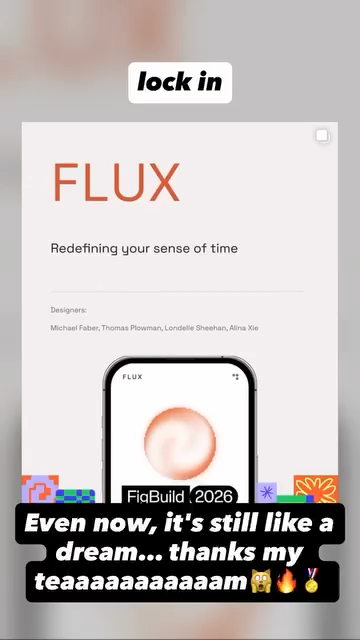 lock in
FLUX
Redefining your sense of time
Designers:
Michael Faber, Thomas Plowman, Londelle Sheehan, Alina Xie
FLUX
FigBuild 2026
Even now, it's still like a
dream... thanks my
teaaaaaaaaaaam🙀🔥🏅